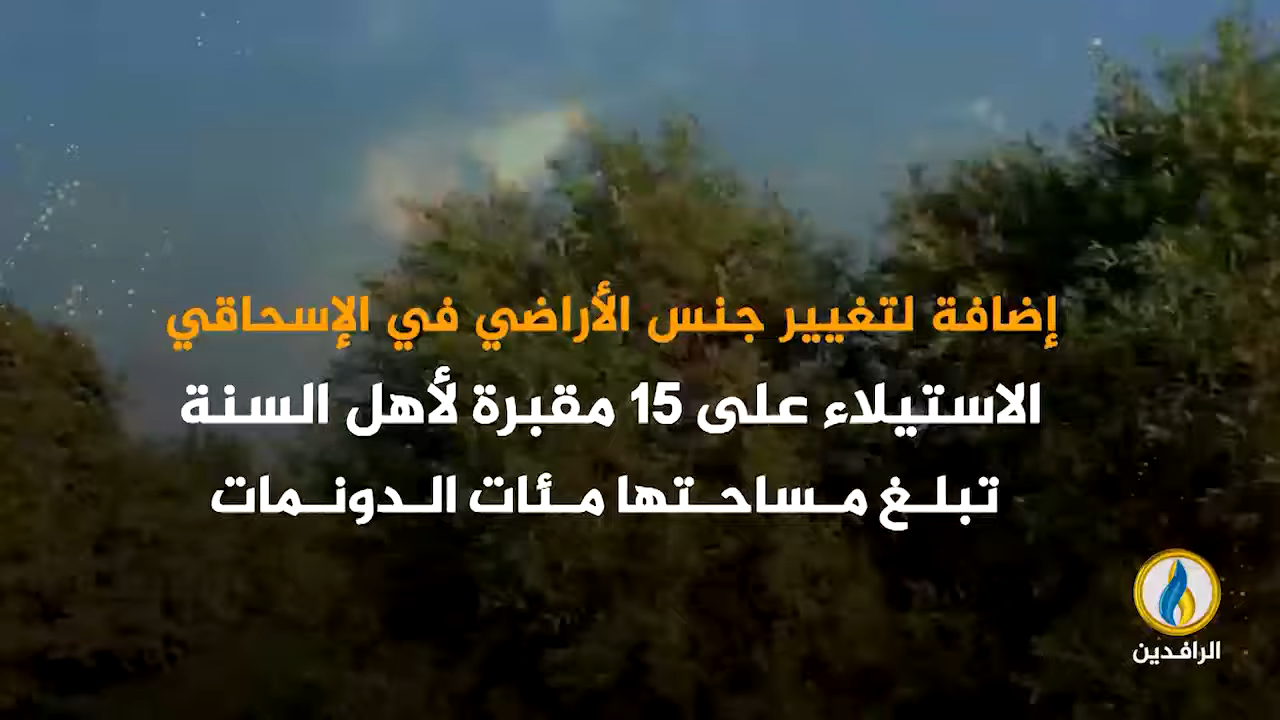 إضافة لتغيير جنس الأراضي في الإسحاقي
الاستيلاء على 15 مقبرة لأهل السنة
تبلغ مساحتها مئات الدونمات
الرافدين